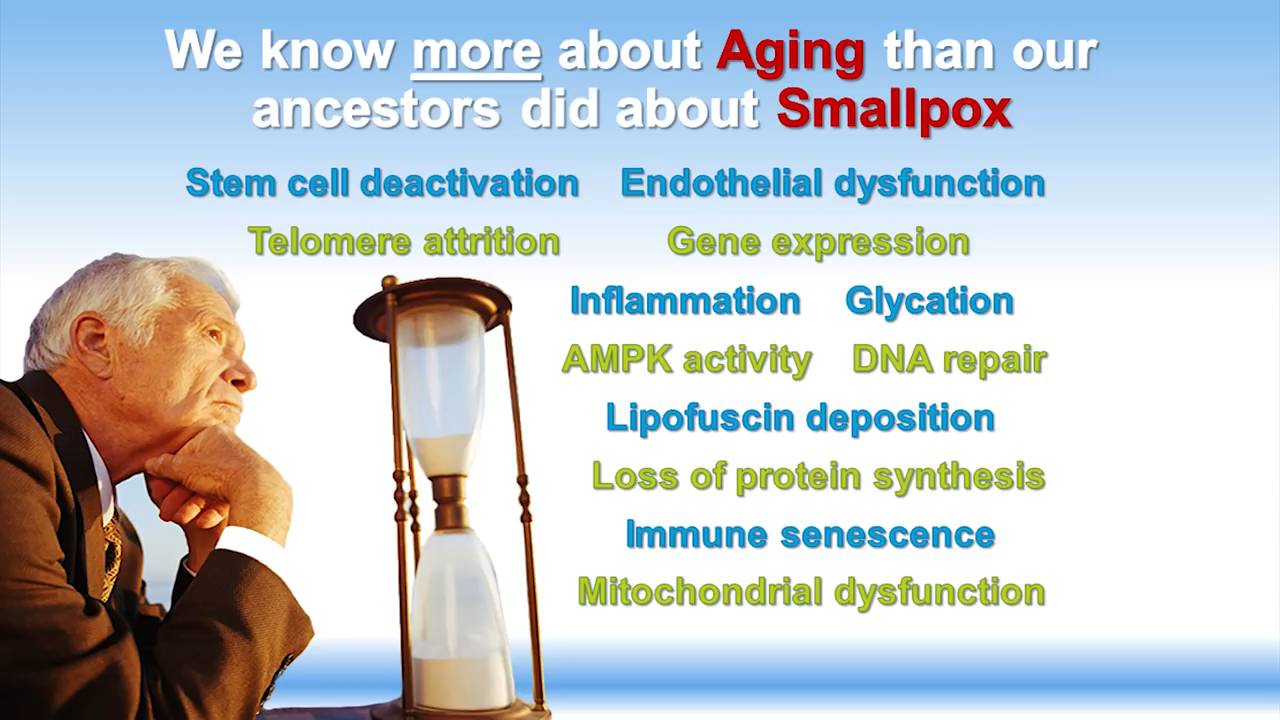 We know more about Aging than our
ancestors did about Smallpox
Stem cell deactivation Endothelial dysfunction
Telomere attrition Gene expression
Inflammation Glycation
AMPK activity DNA repair
Lipofuscin deposition
Loss of protein synthesis
Immune senescence
Mitochondrial dysfunction